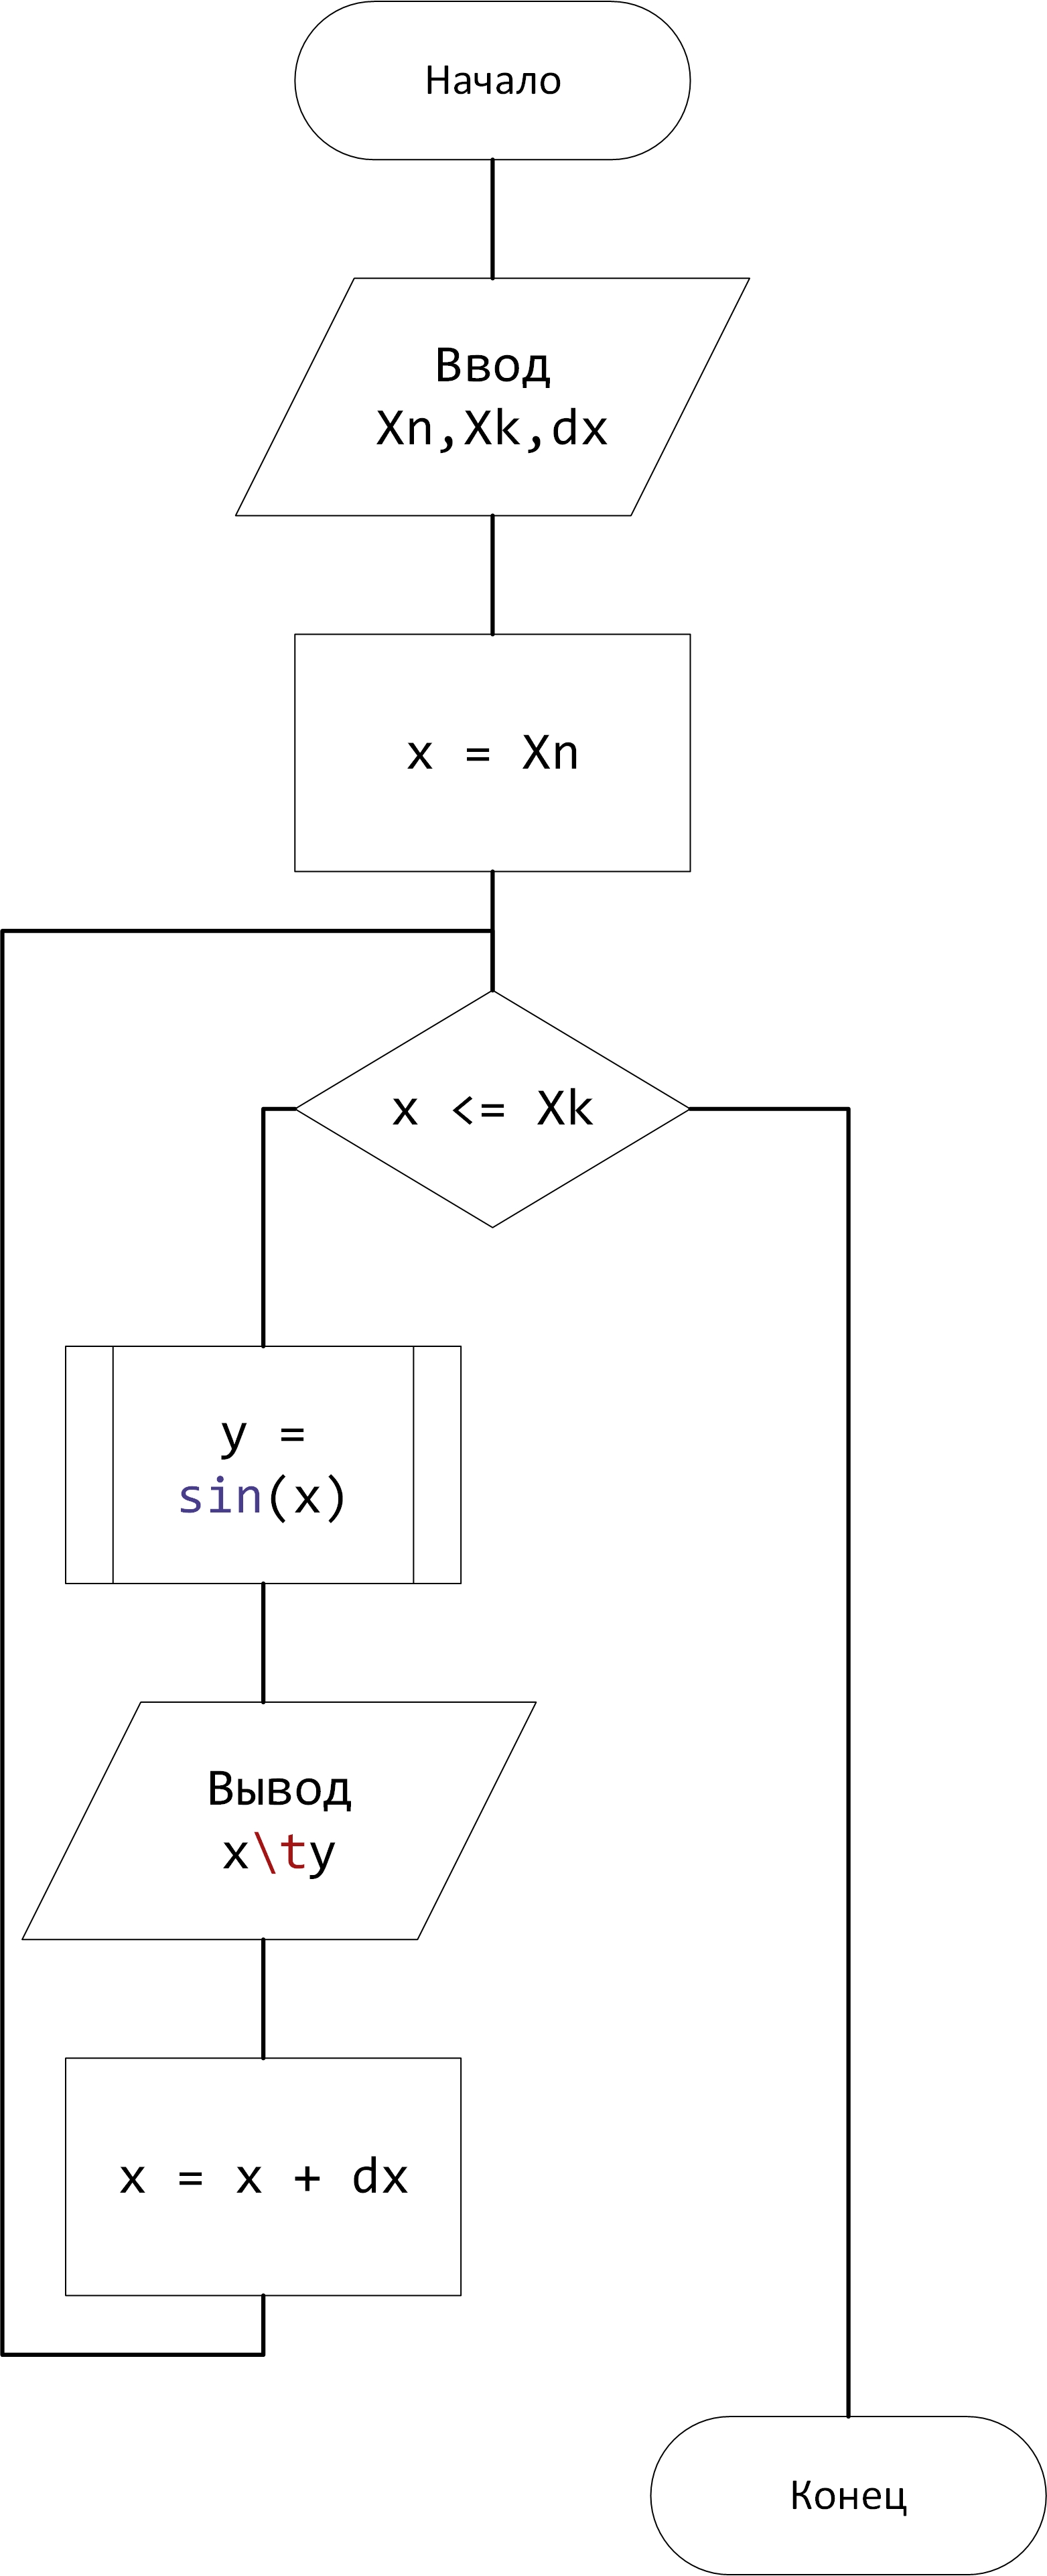 Начало
Ввод
Xn,Xk,dx
x = Xn
x <= Xk
y =
sin(x)
Вывод
x\ty
x = x + dx
Конец